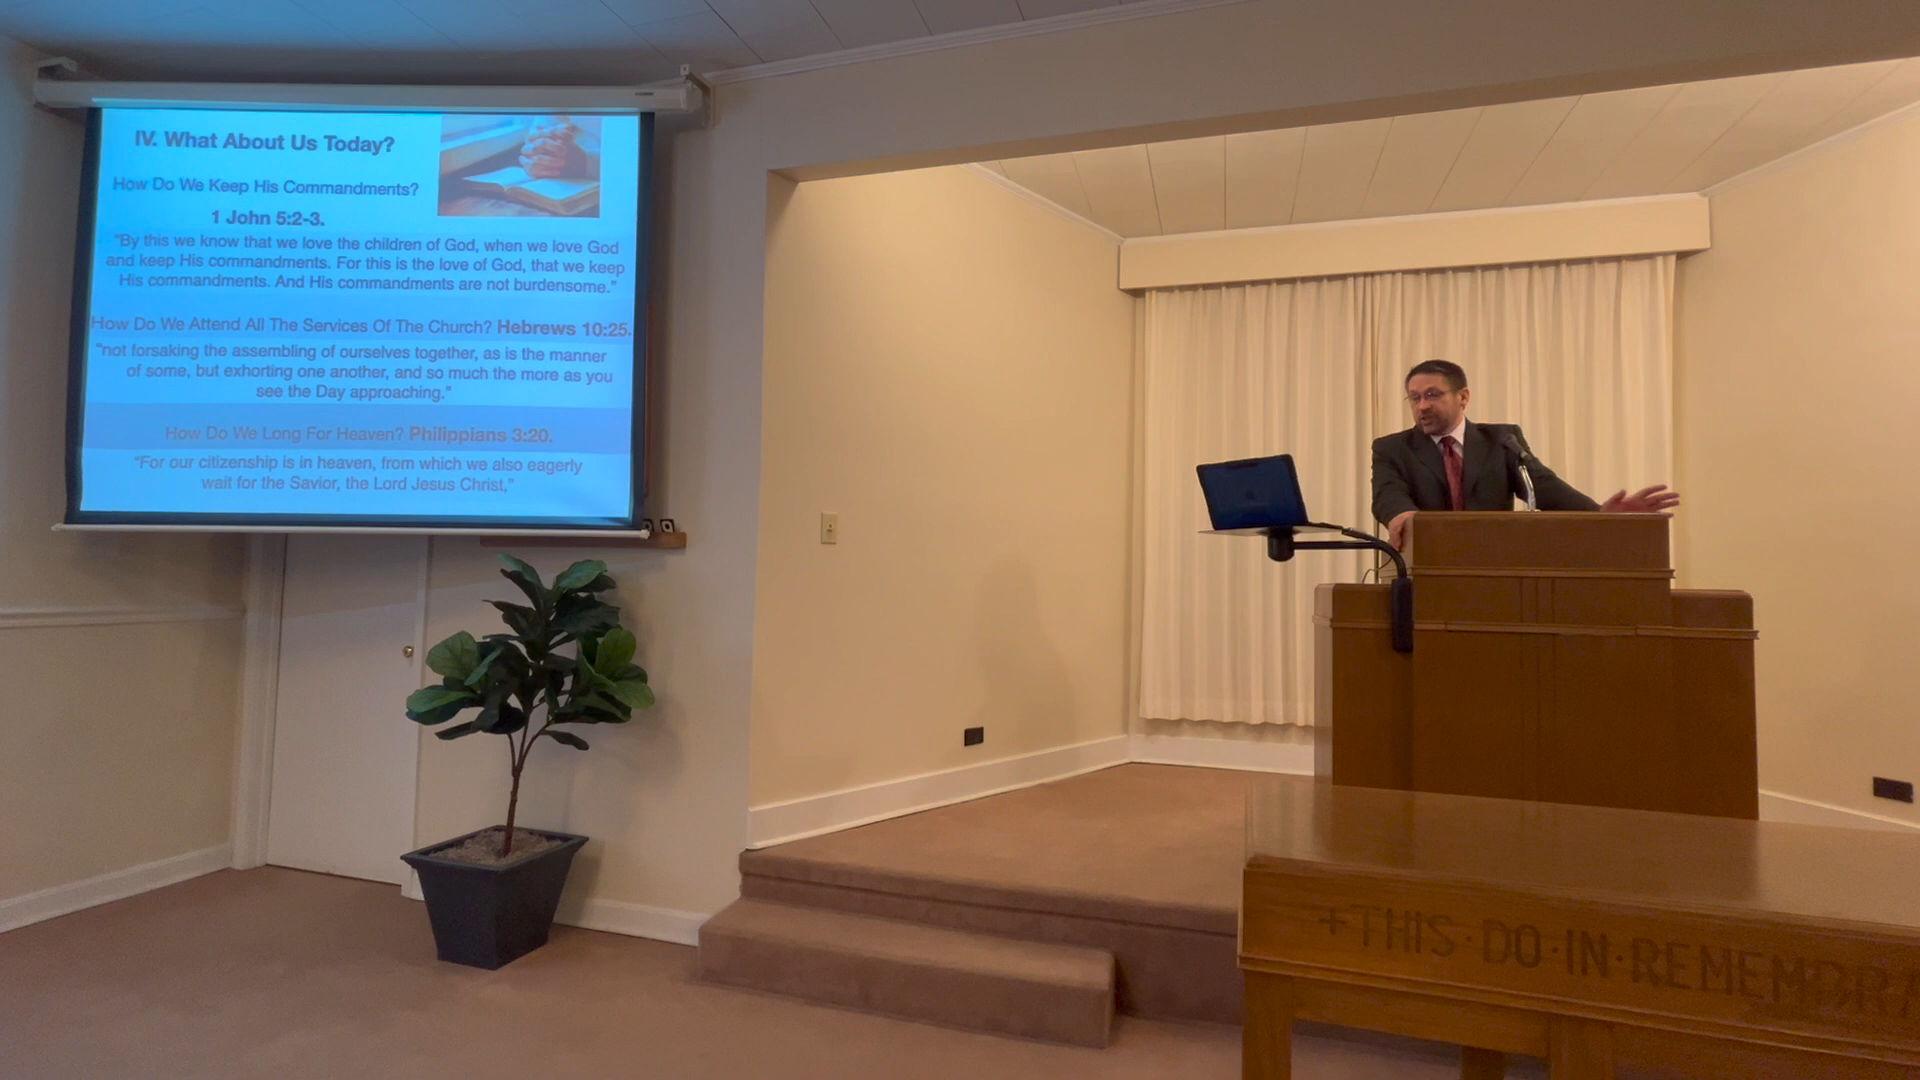 IV. What About Us Today?
How Do We Keep His Commandments?
1 John 5:2-3.
"By this we know that we love the children of God, when we love God
and keep His commandments. For this is the love of God, that we keep
His commandments. And His commandments are not burdensome."
How Do We Attend All The Services Of The Church? Hebrews 10:25.
"not forsaking the assembling of ourselves together, as is the manner
of some, but exhorting one another, and so much the more as you
see the Day approaching."
How Do We Long For Heaven? Philippians 3:20.
"For our citizenship is in heaven, from which we also eagerly
wait for the Savior, the Lord Jesus Christ,"
+THIS·DO·IN·REMEMBRA